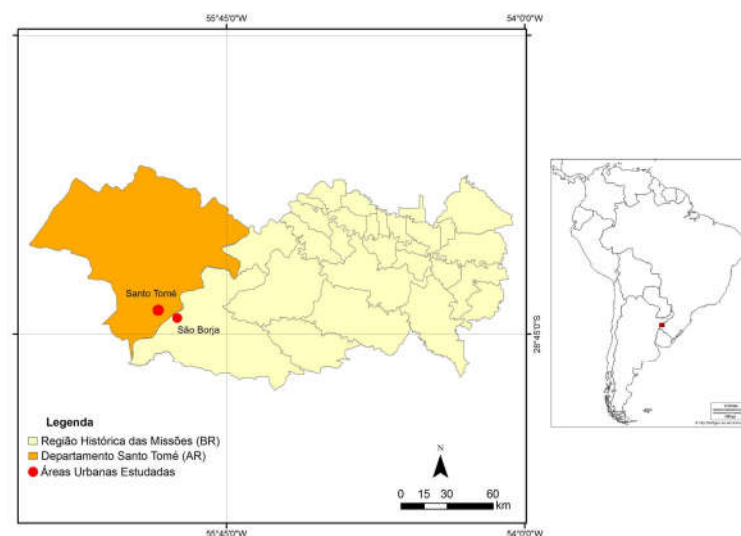 55°45'0"W
54°0'0"W
Santo Tomé
São Borja
28°45'0"S
Legenda
Região Histórica das Missões (BR)
Departamento Santo Tomé (AR)
Áreas Urbanas Estudadas
N
0 15 30 60
km
55°45'0"W
54°0'0"W